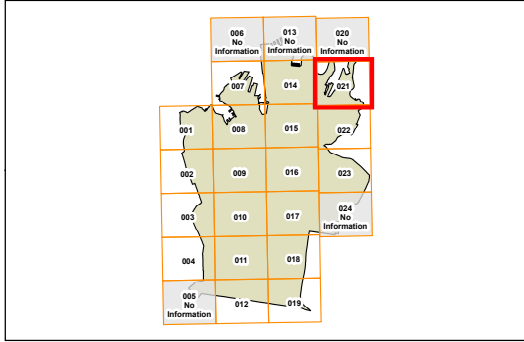 006
No
Information
013
No
Information
020
No
Information
007
014
021
001
008
015
022
002
009
016
023
003
010
017
024
No
Information
004
011
018
005
No
Information
012
019